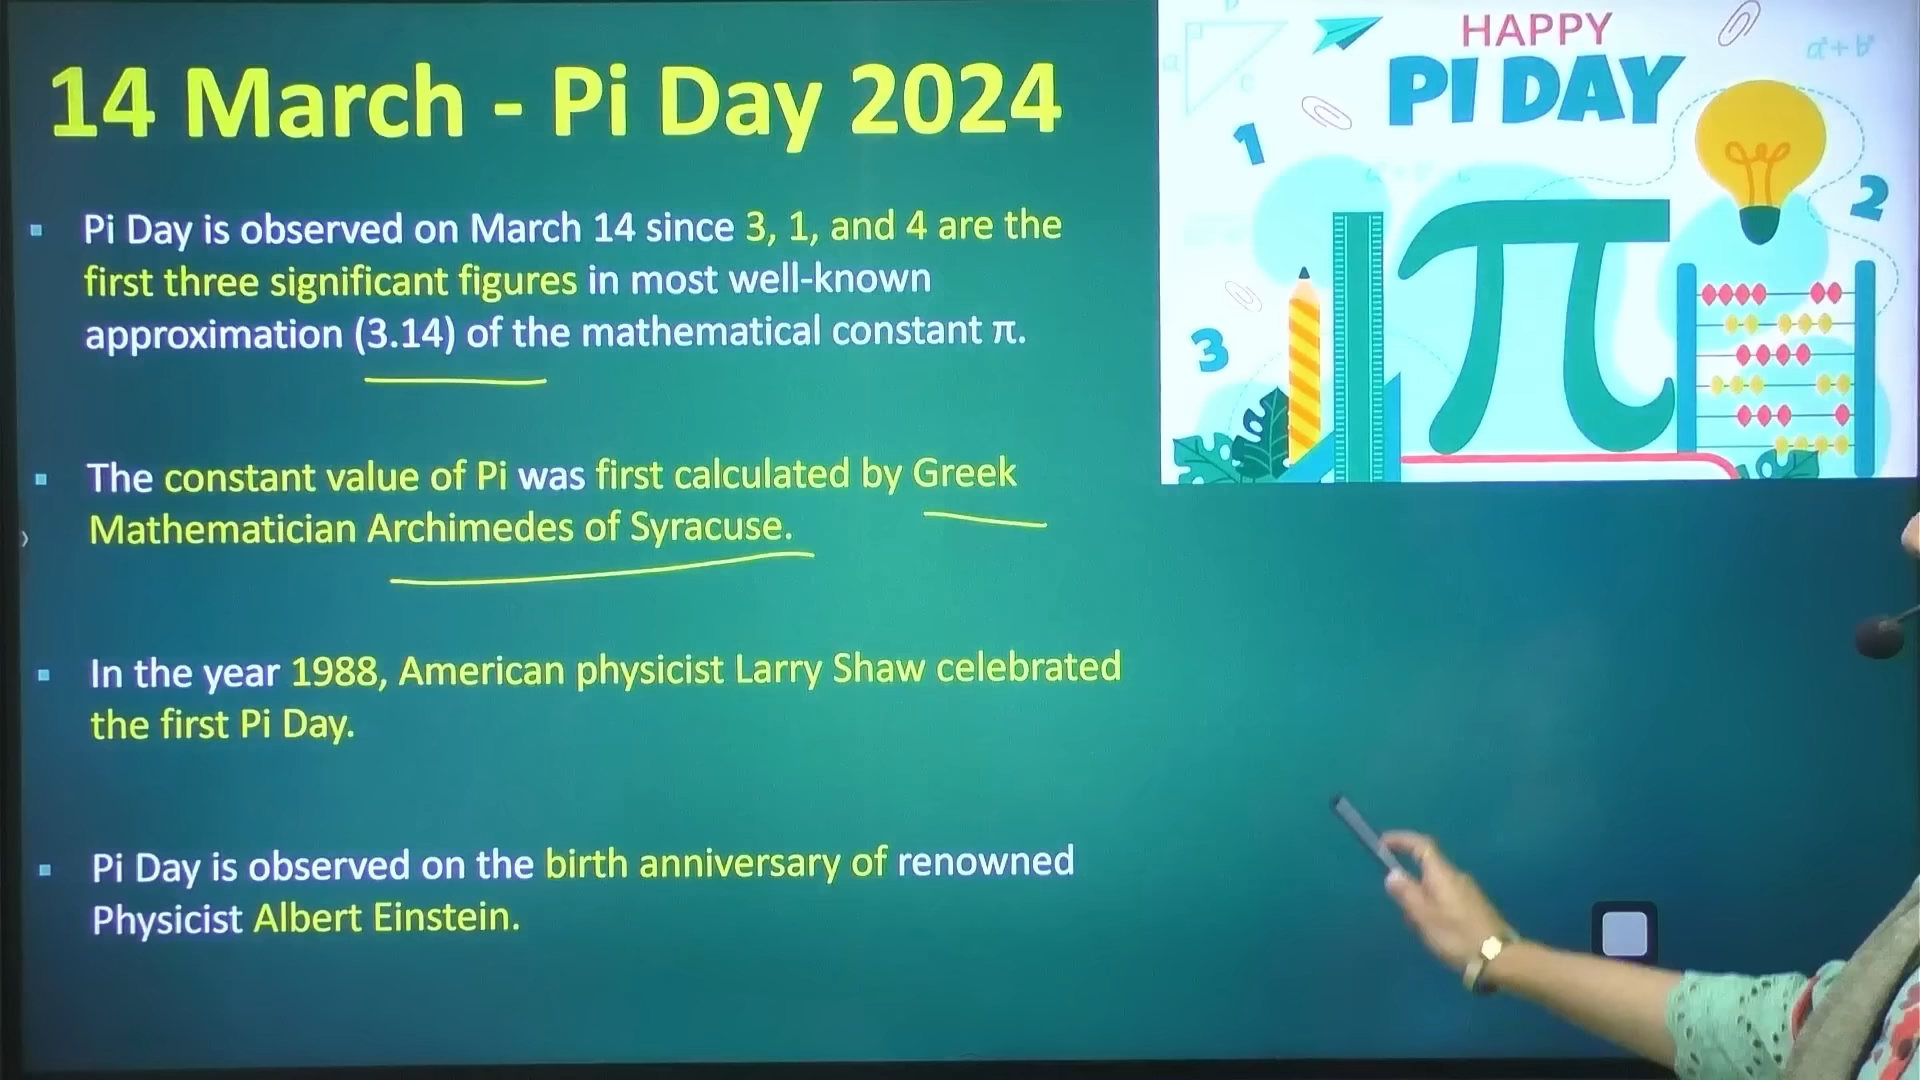 14 March - Pi Day 2024
Pi Day is observed on March 14 since 3, 1, and 4 are the
first three significant figures in most well-known
approximation (3.14) of the mathematical constant π.
The constant value of Pi was first calculated by Greek
Mathematician Archimedes of Syracuse.
In the year 1988, American physicist Larry Shaw celebrated
the first Pi Day.
Pi Day is observed on the birth anniversary of renowned
Physicist Albert Einstein.
HAPPY
PI DAY
1
2
3
π
a
c